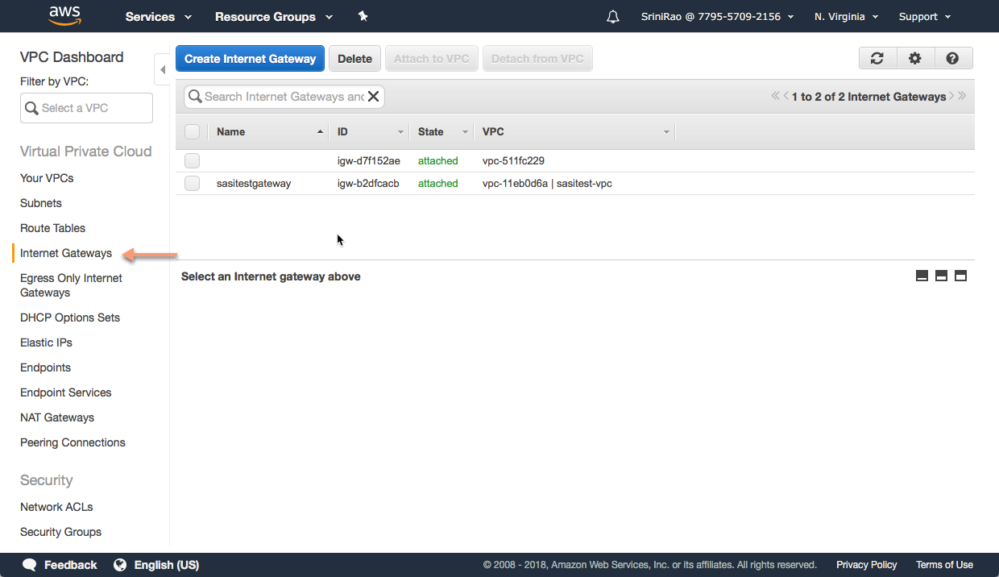 aws Services Resource Groups SriniRao @ 7795-5709-2156 N. Virginia Support
VPC Dashboard
Filter by VPC:
Select a VPC
Virtual Private Cloud
Your VPCs
Subnets
Route Tables
Internet Gateways
Egress Only Internet
Gateways
DHCP Options Sets
Elastic IPs
Endpoints
Endpoint Services
NAT Gateways
Peering Connections
Security
Network ACLs
Security Groups
Create Internet Gateway Delete Attach to VPC Detach from VPC
Search Internet Gateways and 1 to 2 of 2 Internet Gateways
Name ID State VPC
igw-d7f152ae attached vpc-511fc229
sasitestgateway igw-b2dfcacb attached vpc-11eb0d6a | sasitest-vpc
Select an Internet gateway above
Feedback English (US) © 2008 - 2018, Amazon Web Services, Inc. or its affiliates. All rights reserved. Privacy Policy Terms of Use